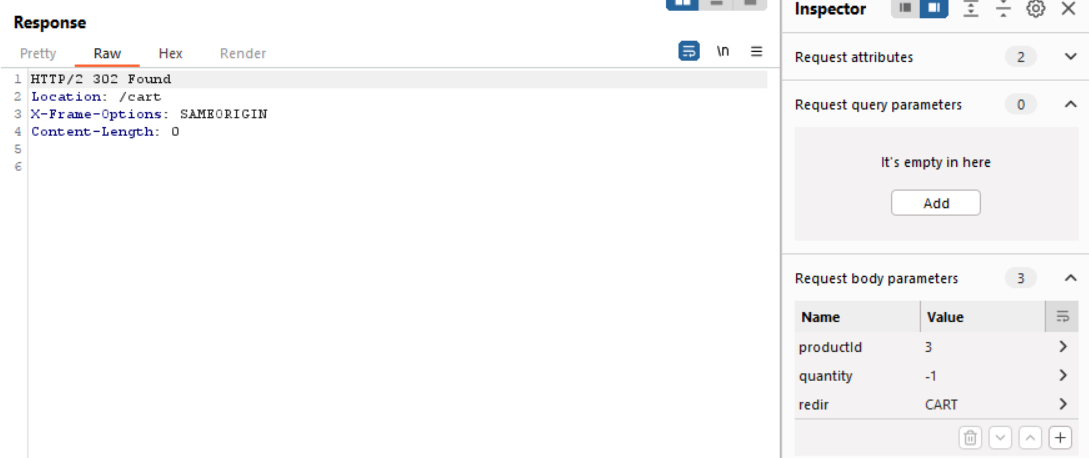 Response
Pretty Raw Hex Render
\n
1 HTTP/2 302 Found
2 Location: /cart
3 X-Frame-Options: SAMEORIGIN
4 Content-Length: 0
5
6
Inspector
Request attributes 2
Request query parameters 0
It's empty in here
Add
Request body parameters 3
Name Value
productId 3
quantity -1
redir CART